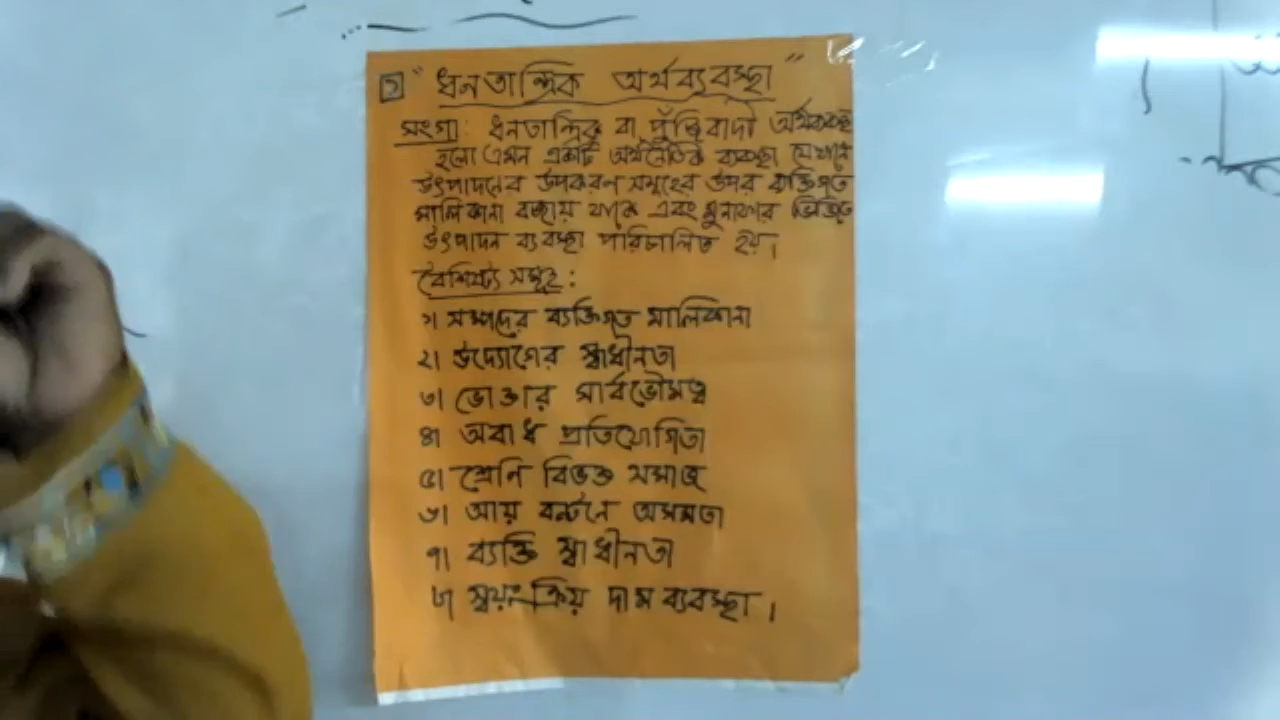 ১ "ধনতান্ত্রিক অর্থব্যবস্থা"
সংগা: ধনতান্ত্রিক বা পুঁজিবাদী অর্থব্যবস্থা
হলো এমন একটি অর্থনৈতিক ব্যবস্থা যেখানে
উৎপাদনের উপকরণ সমূহের উপর ব্যক্তিগত
মালিকানা বজায় থাকে এবং মুনাফার ভিত্তিতে
উৎপাদন ব্যবস্থা পরিচালিত হয়।
বৈশিষ্ট্য সমূহ:
১। সম্পদের ব্যক্তিগত মালিকানা
২। উদ্যোগের স্বাধীনতা
৩। ভোক্তার সার্বভৌমত্ব
৪। অবাধ প্রতিযোগিতা
৫। শ্রেনি বিভক্ত সমাজ
৬। আয় বন্টনে অসমতা
৭। ব্যক্তি স্বাধীনতা
৮। স্বয়ংক্রিয় দাম ব্যবস্থা।